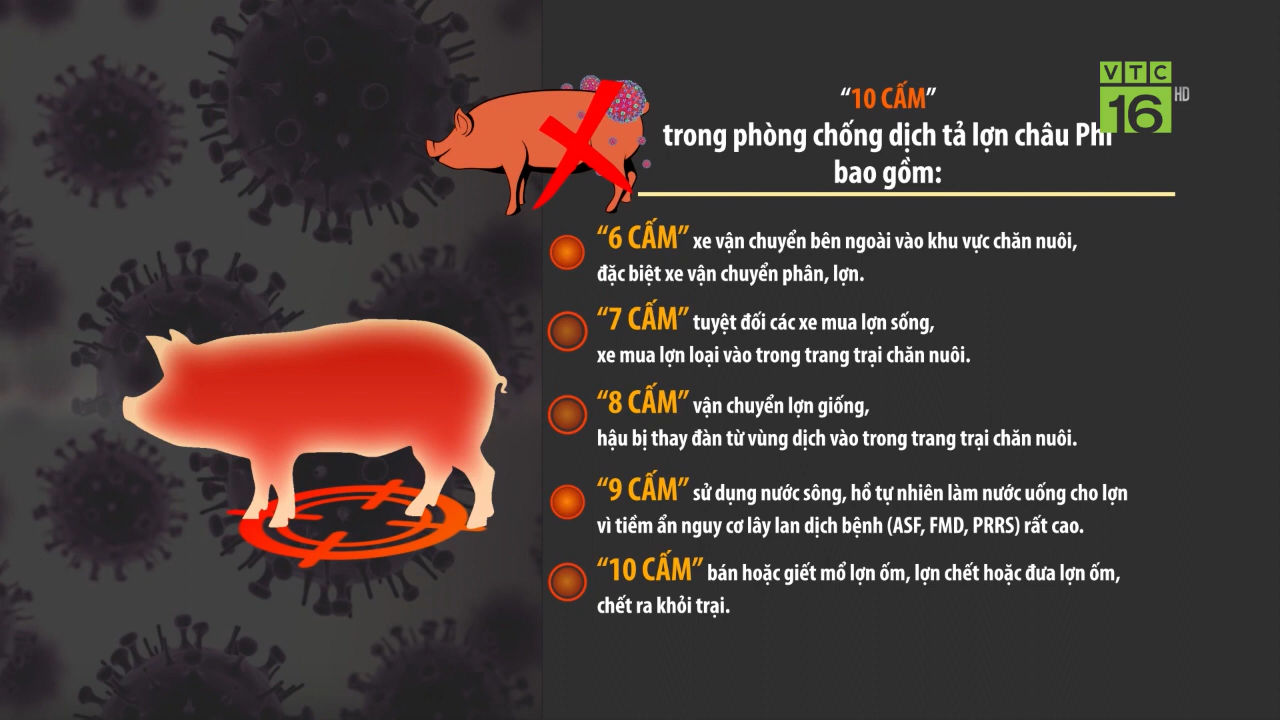 VTC
16 HD
“10 CẤM”
trong phòng chống dịch tả lợn châu Phi
bao gồm:
“6 CẤM” xe vận chuyển bên ngoài vào khu vực chăn nuôi,
đặc biệt xe vận chuyển phân, lợn.
“7 CẤM” tuyệt đối các xe mua lợn sống,
xe mua lợn loại vào trong trang trại chăn nuôi.
“8 CẤM” vận chuyển lợn giống,
hậu bị thay đàn từ vùng dịch vào trong trang trại chăn nuôi.
“9 CẤM” sử dụng nước sông, hồ tự nhiên làm nước uống cho lợn
vì tiềm ẩn nguy cơ lây lan dịch bệnh (ASF, FMD, PRRS) rất cao.
“10 CẤM” bán hoặc giết mổ lợn ốm, lợn chết hoặc đưa lợn ốm,
chết ra khỏi trại.